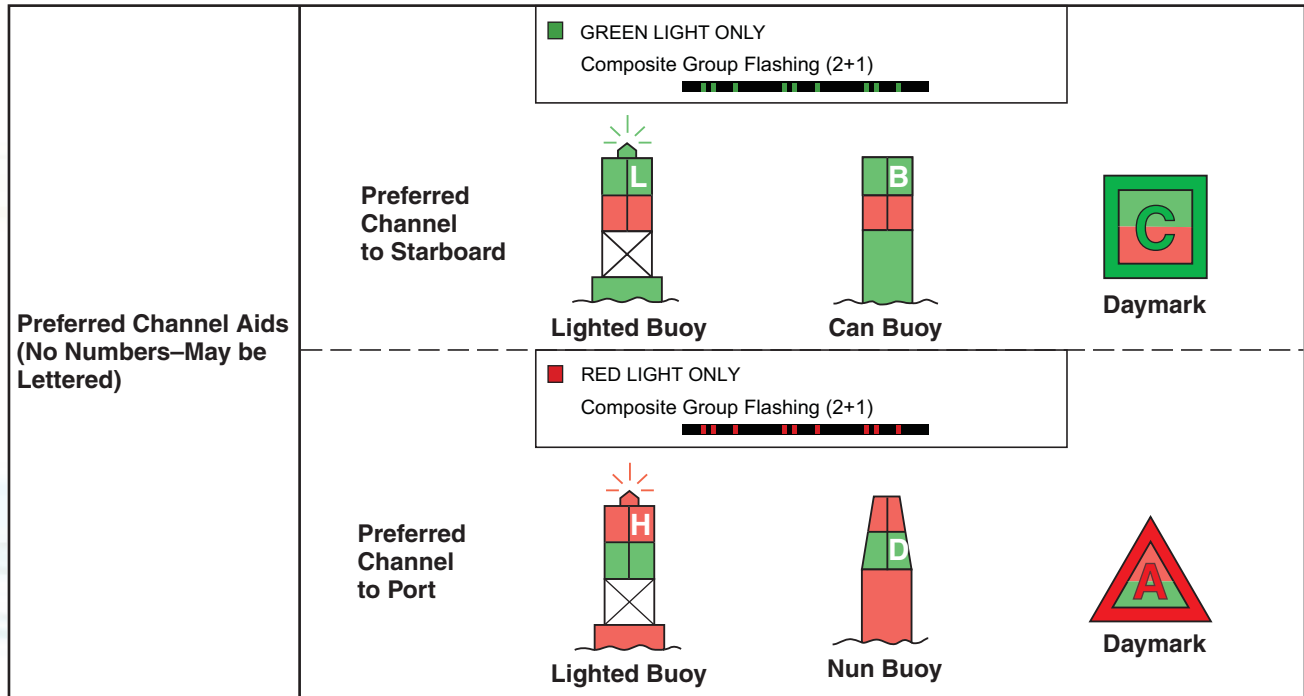 Preferred Channel Aids
(No Numbers–May be
Lettered)
GREEN LIGHT ONLY
Composite Group Flashing (2+1)
Preferred
Channel
to Starboard
L
Lighted Buoy
B
Can Buoy
C
Daymark
RED LIGHT ONLY
Composite Group Flashing (2+1)
Preferred
Channel
to Port
H
Lighted Buoy
D
Nun Buoy
A
Daymark